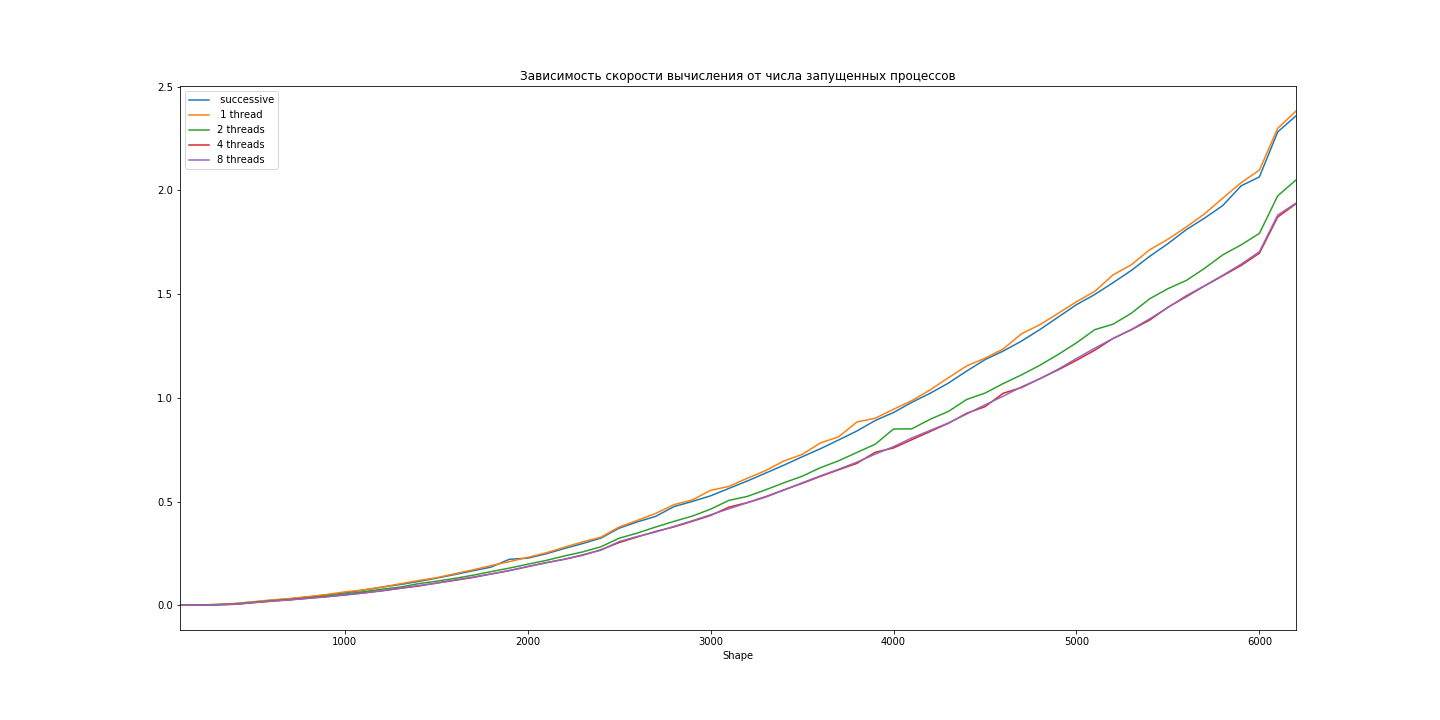 Зависимость скорости вычисления от числа запущенных процессов
2.5
2.0
1.5
1.0
0.5
0.0
successive
1 thread
2 threads
4 threads
8 threads
1000 2000 3000 4000 5000 6000
Shape